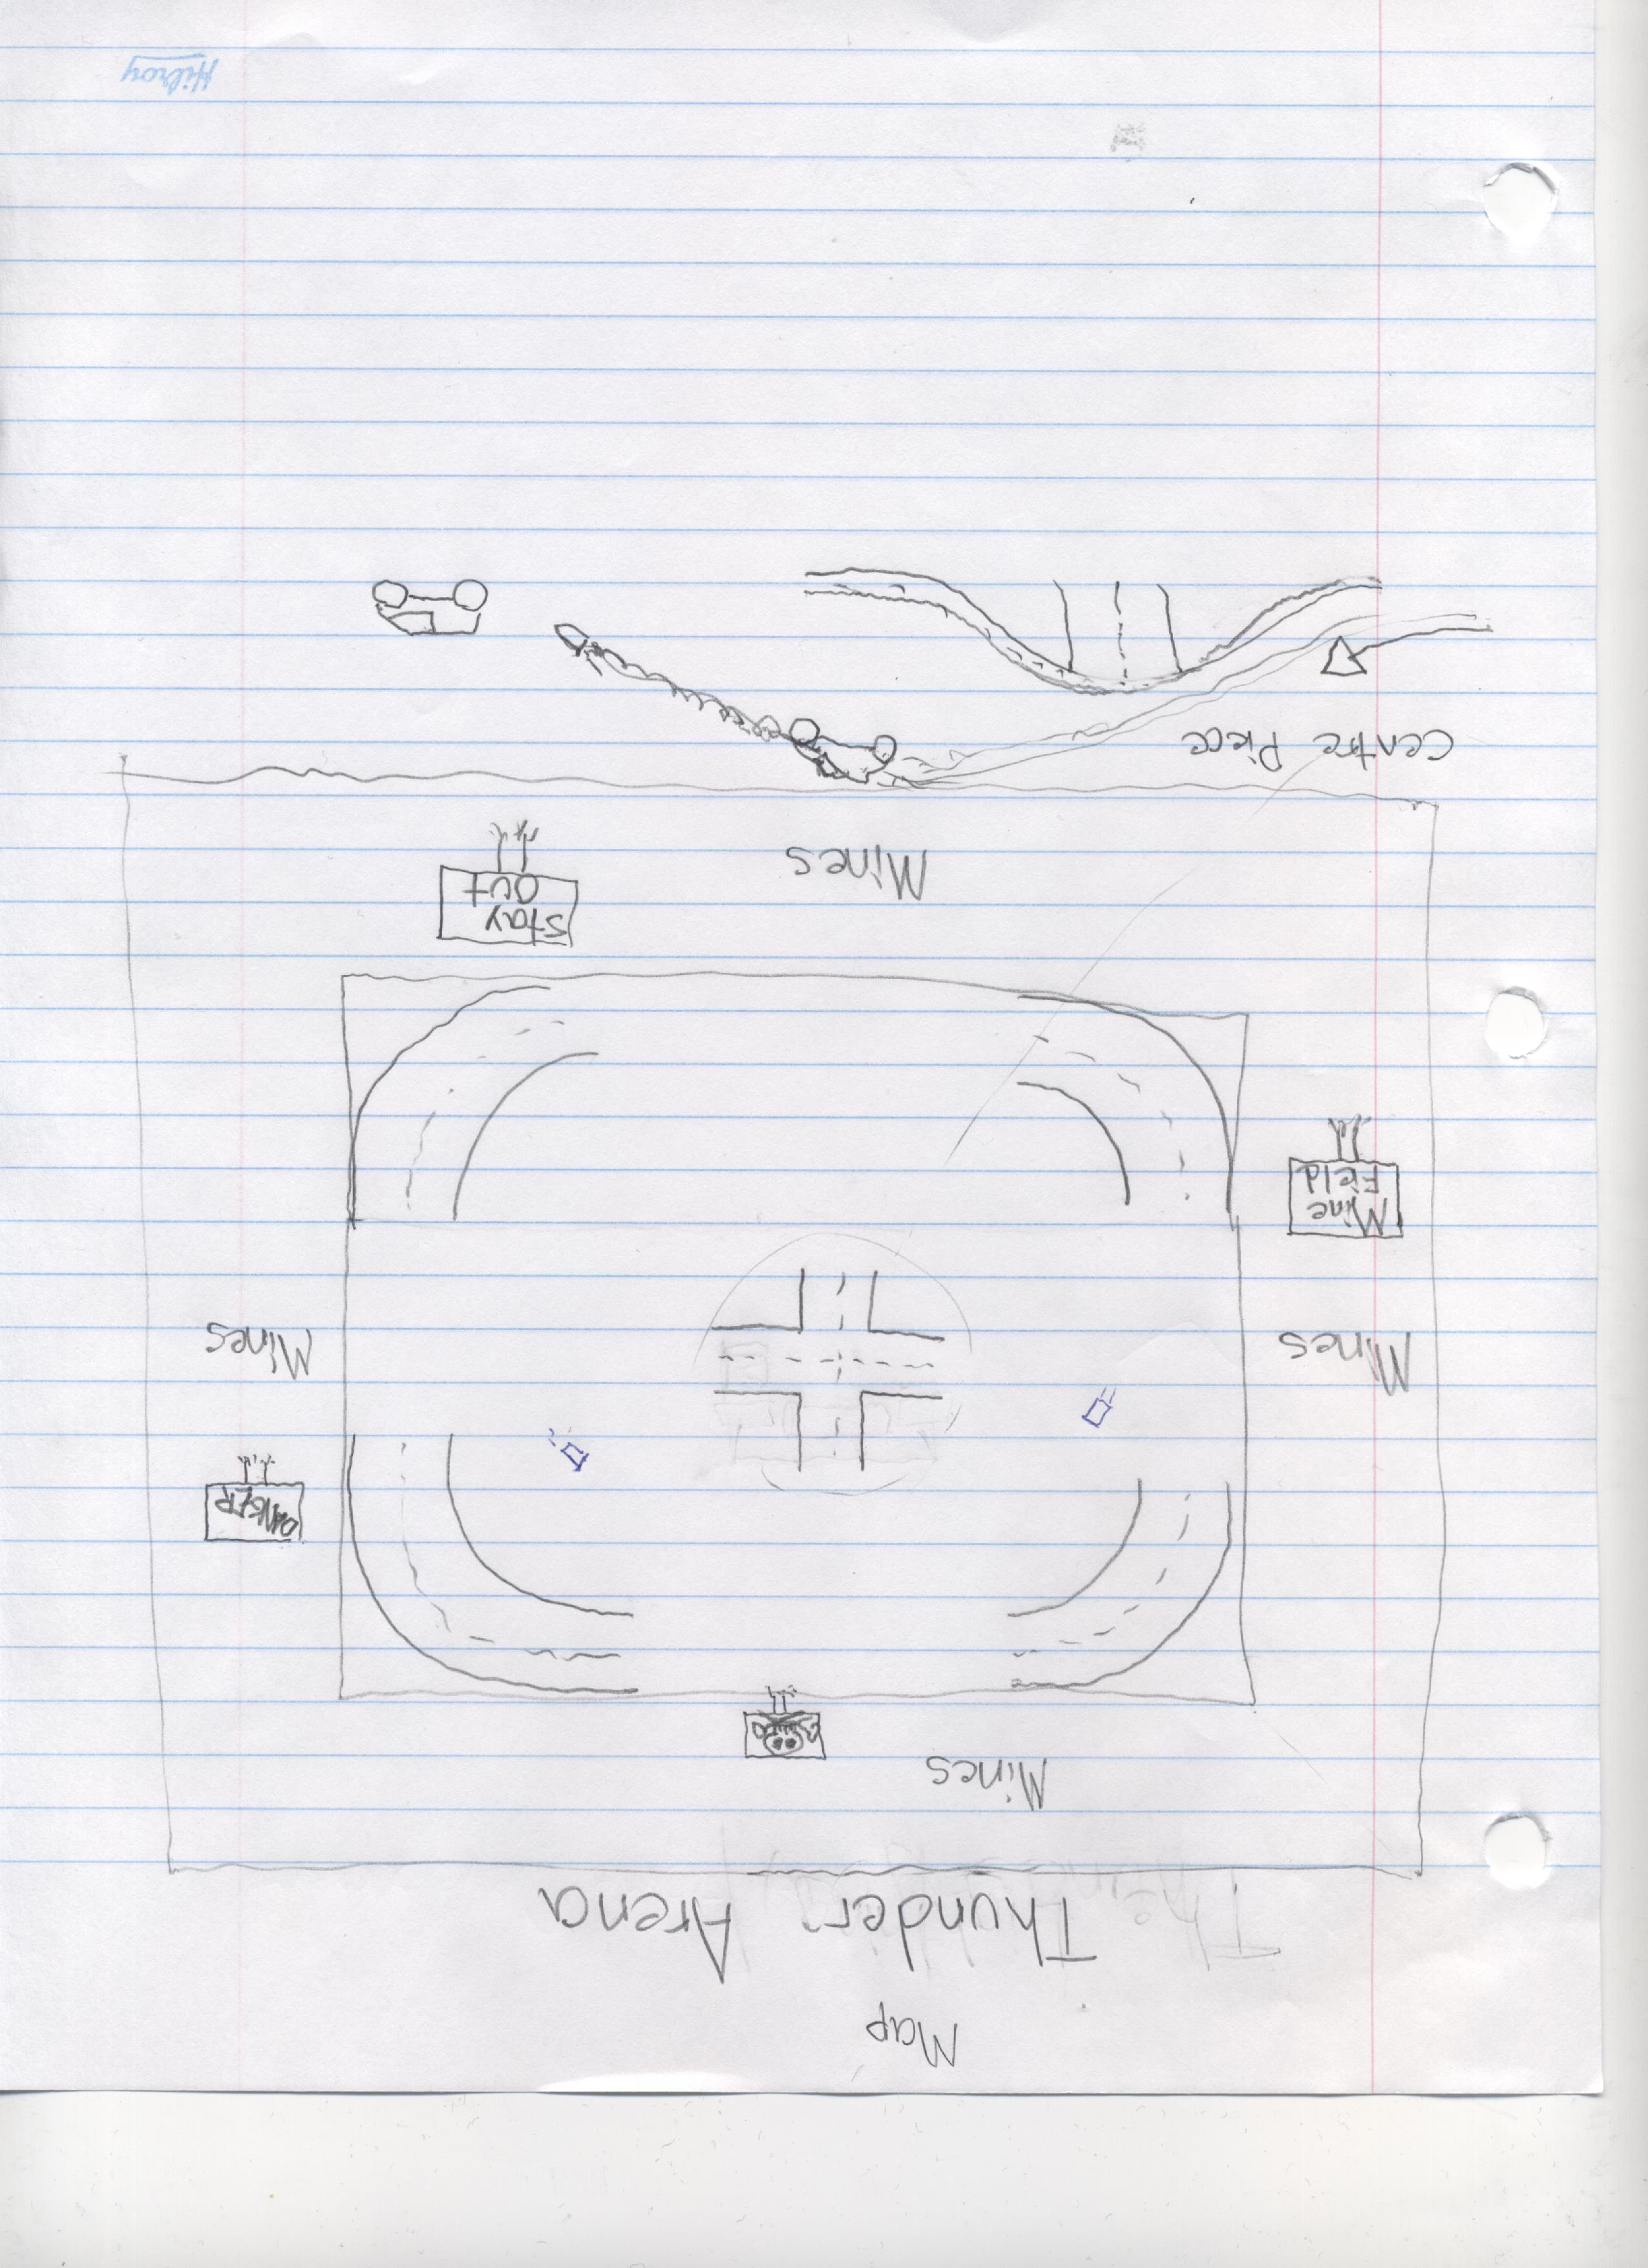 Map
Thunder Arena
Mines
DANGER
Mines
Mines
Mine
Field
Stay
Out
Mines
Centre Piece
Hilroy